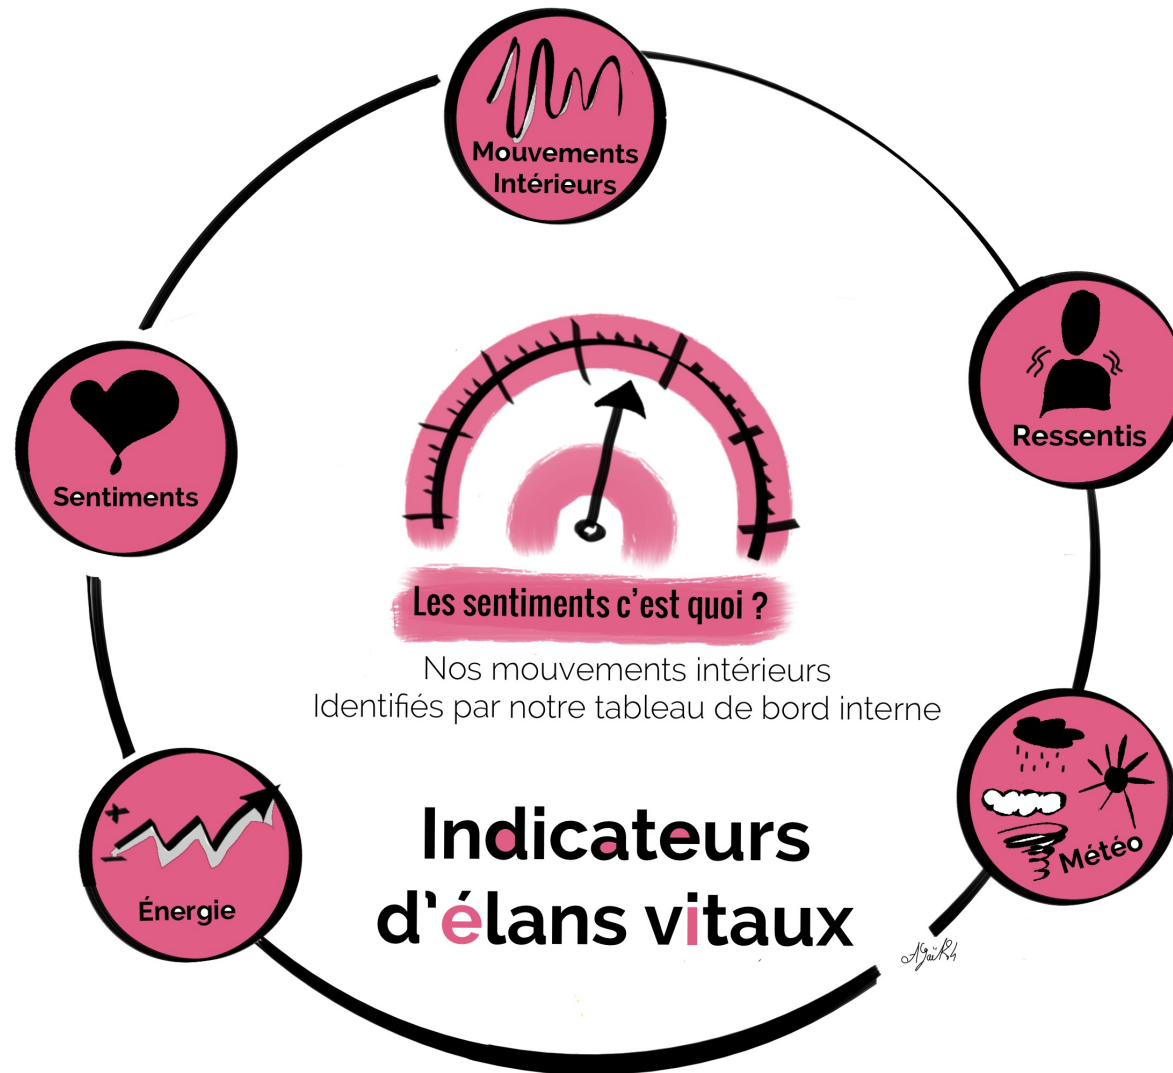 Mouvements
Intérieurs
Ressentis
Sentiments
Les sentiments c'est quoi ?
Nos mouvements intérieurs
Identifiés par notre tableau de bord interne
Météo
Énergie
Indicateurs
d'élans vitaux